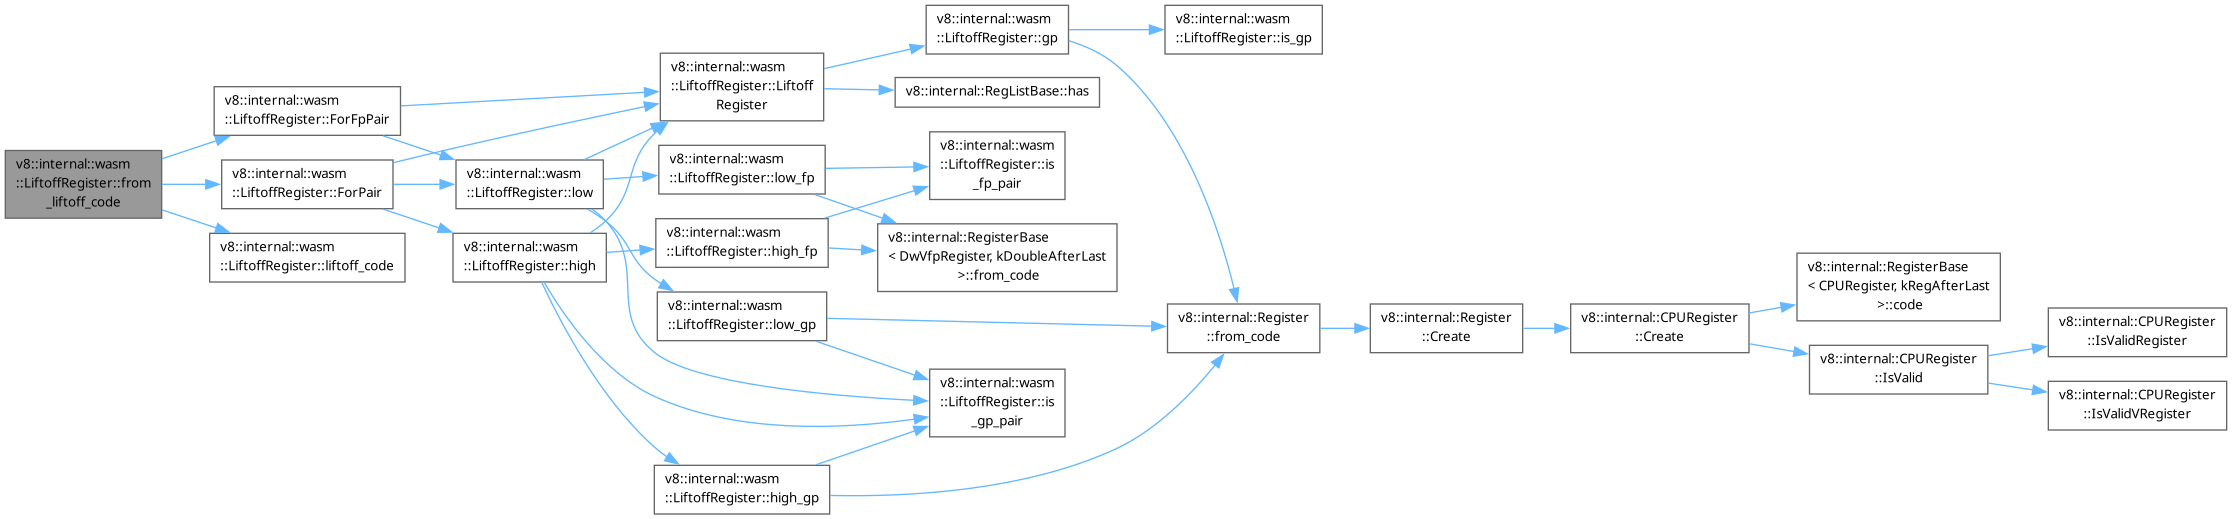 v8::internal::wasm
::LiftoffRegister::from
_liftoff_code
v8::internal::wasm
::LiftoffRegister::ForFpPair
v8::internal::wasm
::LiftoffRegister::ForPair
v8::internal::wasm
::LiftoffRegister::liftoff_code
v8::internal::wasm
::LiftoffRegister::low
v8::internal::wasm
::LiftoffRegister::high
v8::internal::wasm
::LiftoffRegister::Liftoff
Register
v8::internal::wasm
::LiftoffRegister::low_fp
v8::internal::wasm
::LiftoffRegister::high_fp
v8::internal::wasm
::LiftoffRegister::low_gp
v8::internal::wasm
::LiftoffRegister::high_gp
v8::internal::wasm
::LiftoffRegister::gp
v8::internal::RegListBase::has
v8::internal::wasm
::LiftoffRegister::is
_fp_pair
v8::internal::RegisterBase
< DwVfpRegister, kDoubleAfterLast
>::from_code
v8::internal::wasm
::LiftoffRegister::is
_gp_pair
v8::internal::wasm
::LiftoffRegister::is_gp
v8::internal::Register
::from_code
v8::internal::Register
::Create
v8::internal::CPURegister
::Create
v8::internal::RegisterBase
< CPURegister, kRegAfterLast
>::code
v8::internal::CPURegister
::IsValid
v8::internal::CPURegister
::IsValidRegister
v8::internal::CPURegister
::IsValidVRegister